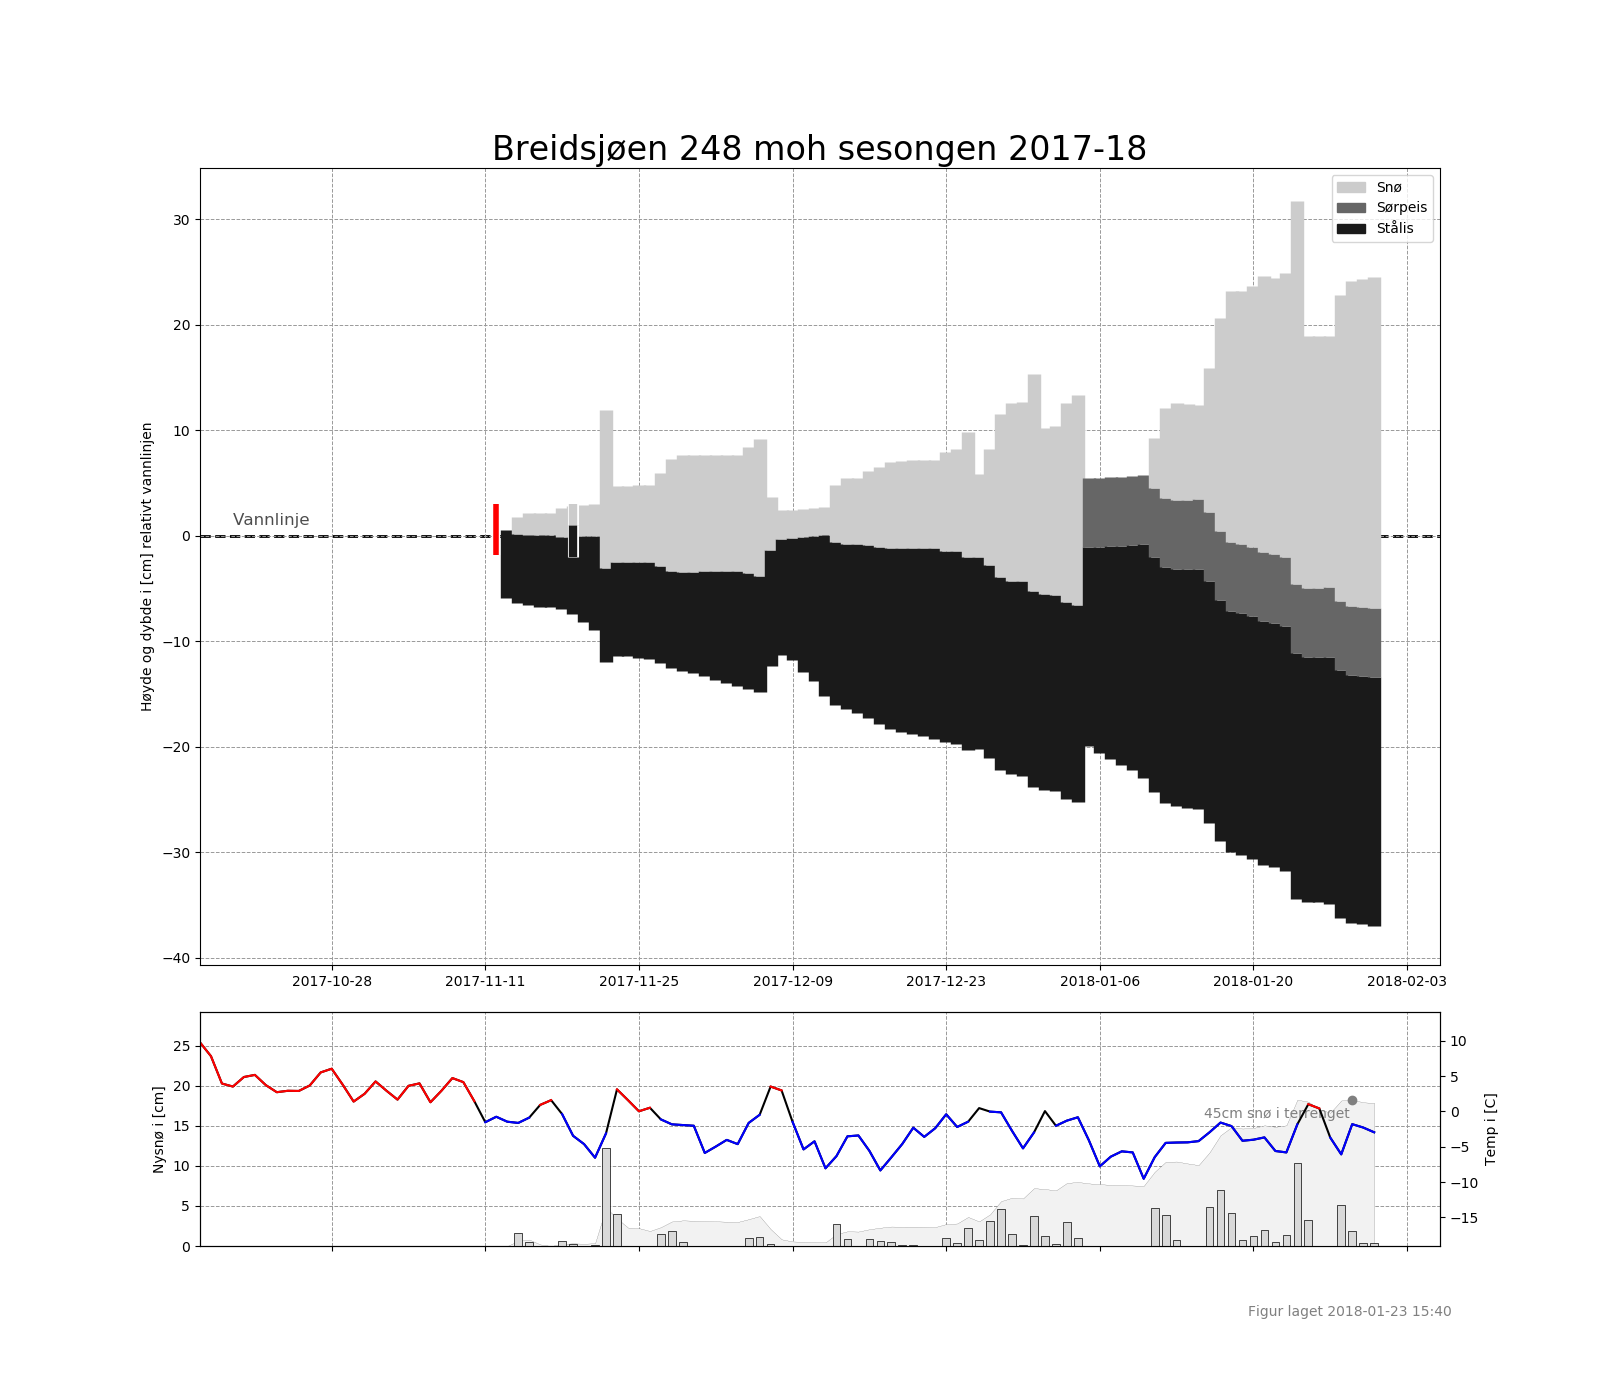 Breidsjøen 248 moh sesongen 2017-18
Snø
Sørpeis
Stålis
Høyde og dybde i [cm] relativt vannlinjen
30
20
10
0
−10
−20
−30
−40
Vannlinje
2017-10-28
2017-11-11
2017-11-25
2017-12-09
2017-12-23
2018-01-06
2018-01-20
2018-02-03
Nysnø i [cm]
25
20
15
10
5
0
45cm snø i terrenget
10
5
0
−5
−10
−15
Temp i [C]
Figur laget 2018-01-23 15:40